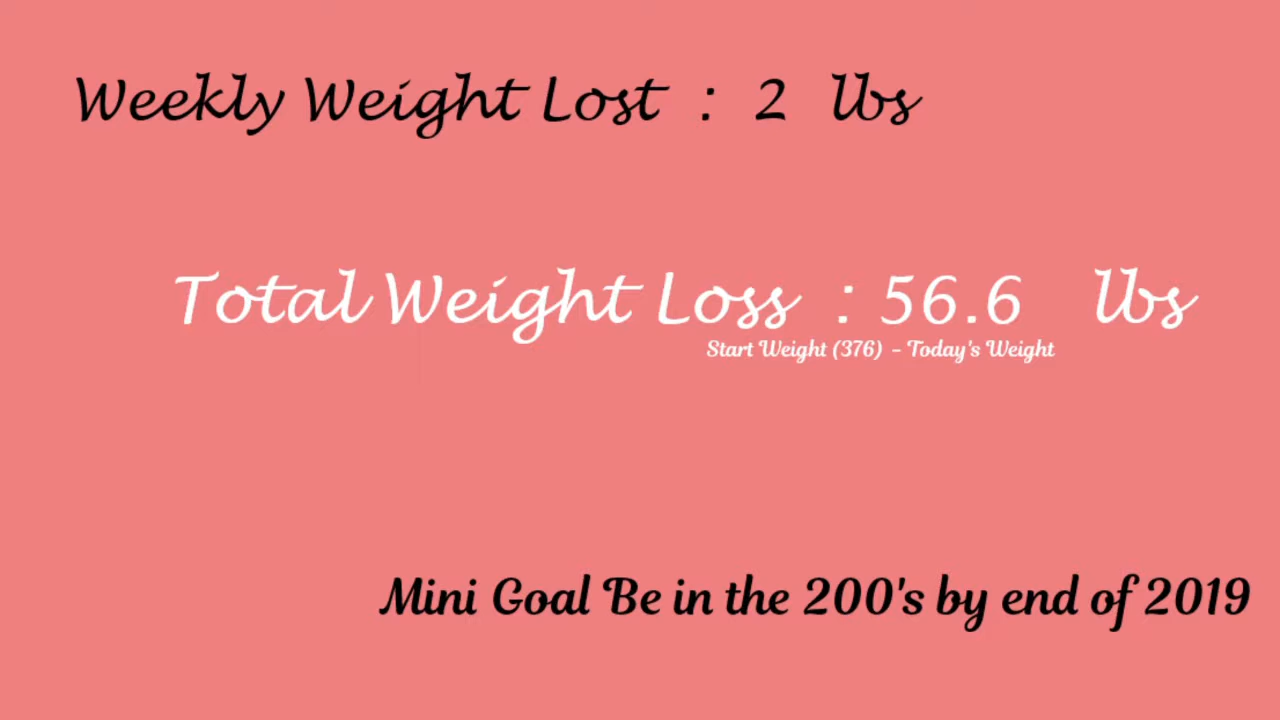 Weekly Weight Lost : 2 lbs
Total Weight Loss : 56.6 lbs
Start Weight (376) - Today's Weight
Mini Goal Be in the 200's by end of 2019